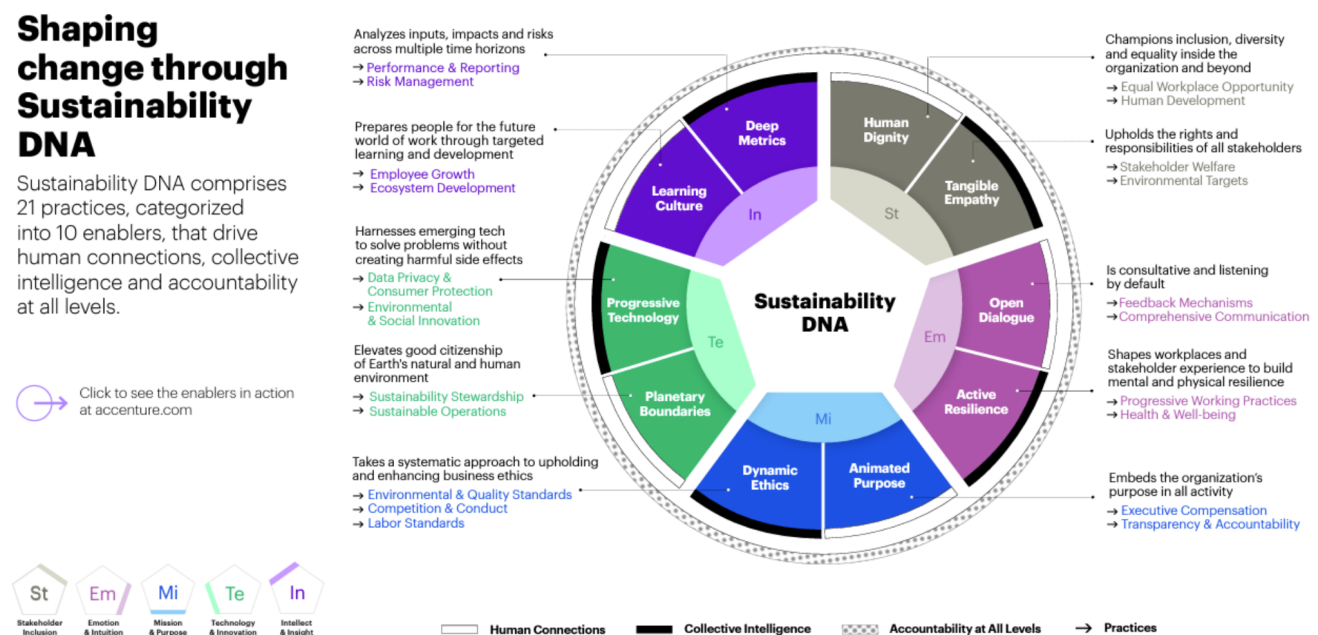 Shaping
change through
Sustainability
DNA
Sustainability DNA comprises
21 practices, categorized
into 10 enablers, that drive
human connections, collective
intelligence and accountability
at all levels.
Click to see the enablers in action
at accenture.com
Analyzes inputs, impacts and risks
across multiple time horizons
→ Performance & Reporting
→ Risk Management
Prepares people for the future
world of work through targeted
learning and development
→ Employee Growth
→ Ecosystem Development
Harnesses emerging tech
to solve problems without
creating harmful side effects
→ Data Privacy &
Consumer Protection
→ Environmental
& Social Innovation
Elevates good citizenship
of Earth's natural and human
environment
→ Sustainability Stewardship
→ Sustainable Operations
Takes a systematic approach to upholding
and enhancing business ethics
→ Environmental & Quality Standards
→ Competition & Conduct
→ Labor Standards
Deep
Metrics
Learning
Culture
In
Progressive
Technology
Te
Planetary
Boundaries
Dynamic
Ethics
Mi
Animated
Purpose
Active
Resilience
Em
Open
Dialogue
Tangible
Empathy
St
Human
Dignity
Sustainability
DNA
Champions inclusion, diversity
and equality inside the
organization and beyond
→ Equal Workplace Opportunity
→ Human Development
Upholds the rights and
responsibilities of all stakeholders
→ Stakeholder Welfare
→ Environmental Targets
Is consultative and listening
by default
→ Feedback Mechanisms
→ Comprehensive Communication
Shapes workplaces and
stakeholder experience to build
mental and physical resilience
→ Progressive Working Practices
→ Health & Well-being
Embeds the organization's
purpose in all activity
→ Executive Compensation
→ Transparency & Accountability
St
Stakeholder
Inclusion
Em
Emotion
& Intuition
Mi
Mission
& Purpose
Te
Technology
& Innovation
In
Intellect
& Insight
Human Connections
Collective Intelligence
Accountability at All Levels
→ Practices